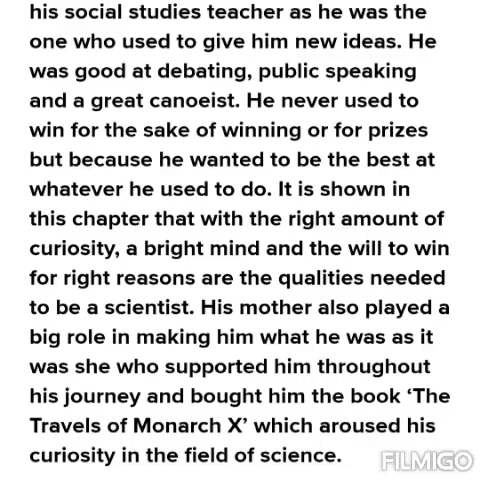 his social studies teacher as he was the
one who used to give him new ideas. He
was good at debating, public speaking
and a great canoeist. He never used to
win for the sake of winning or for prizes
but because he wanted to be the best at
whatever he used to do. It is shown in
this chapter that with the right amount of
curiosity, a bright mind and the will to win
for right reasons are the qualities needed
to be a scientist. His mother also played a
big role in making him what he was as it
was she who supported him throughout
his journey and bought him the book ‘The
Travels of Monarch X’ which aroused his
curiosity in the field of science.
FILMIGO